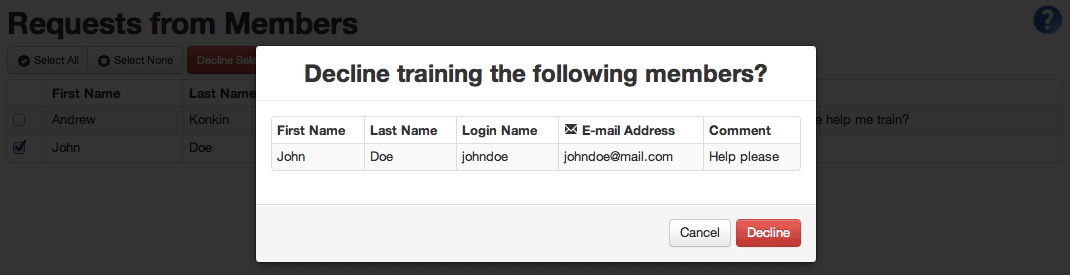 Requests from Members
?
Select All Select None Decline Sele
Decline training the following members?
First Name Last Name
Andrew Konkin e help me train?
John Doe
First Name Last Name Login Name E-mail Address Comment
John Doe johndoe johndoe@mail.com Help please
Cancel Decline